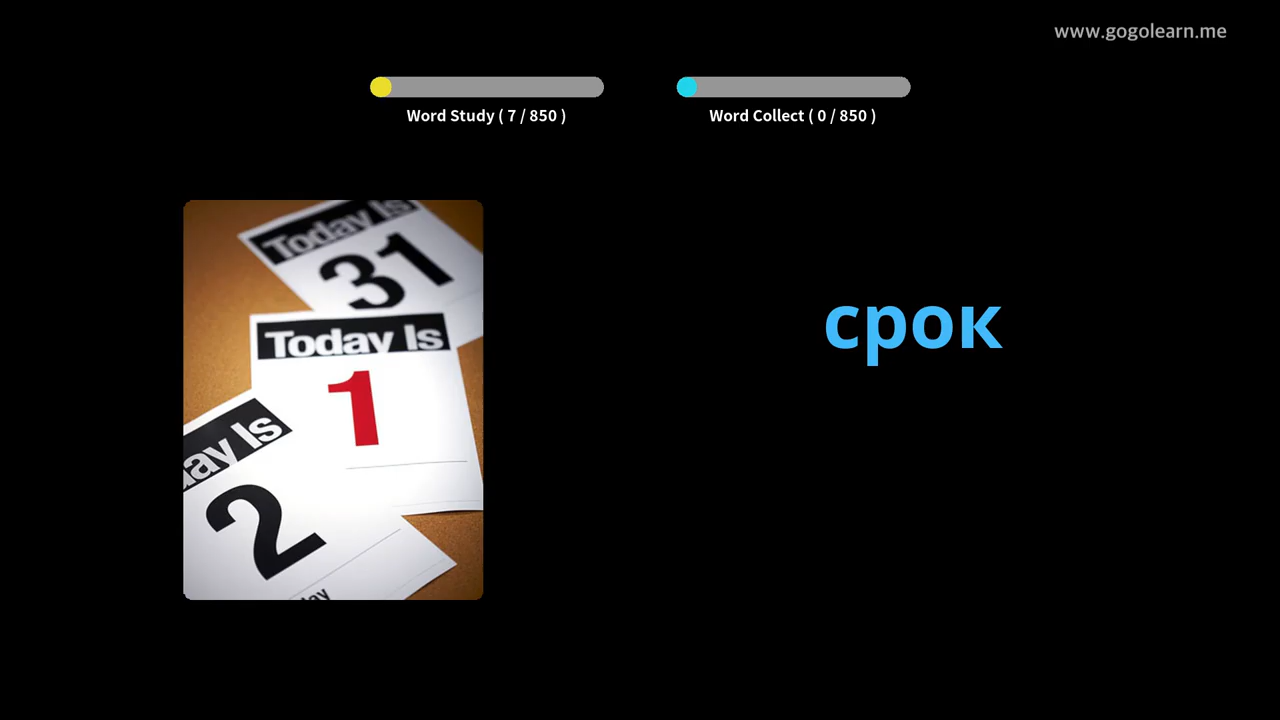 www.gogolearn.me
Word Study ( 7 / 850 )
Word Collect ( 0 / 850 )
Today Is
31
Today Is
1
day Is
2
срок